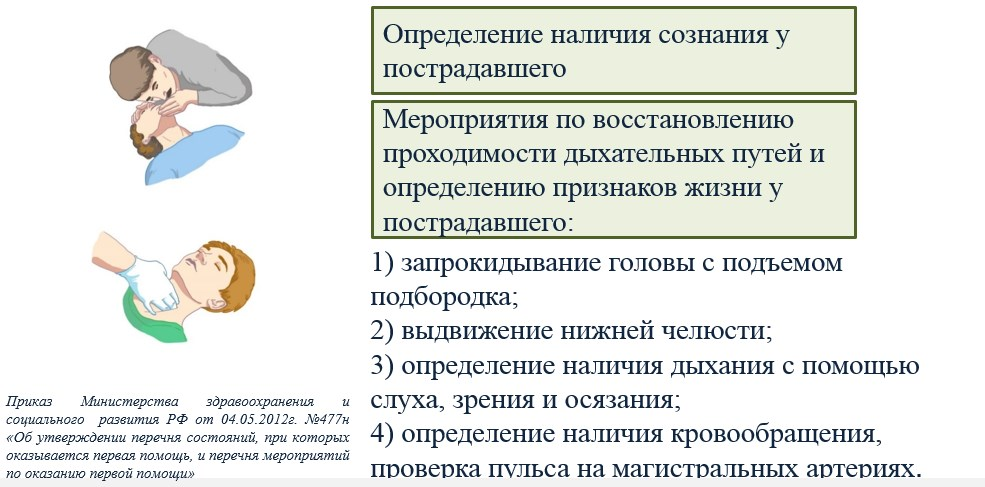 Определение наличия сознания у
пострадавшего
Мероприятия по восстановлению
проходимости дыхательных путей и
определению признаков жизни у
пострадавшего:
1) запрокидывание головы с подъемом
подбородка;
2) выдвижение нижней челюсти;
3) определение наличия дыхания с помощью
слуха, зрения и осязания;
4) определение наличия кровообращения,
проверка пульса на магистральных артериях.
Приказ Министерства здравоохранения и
социального развития РФ от 04.05.2012г. №477н
«Об утверждении перечня состояний, при которых
оказывается первая помощь, и перечня мероприятий
по оказанию первой помощи»